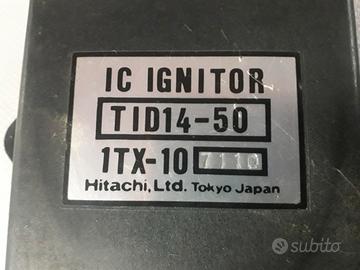 IC IGNITOR
TID14-50
1TX-10 7110
Hitachi, Ltd. Tokyo Japan
subito